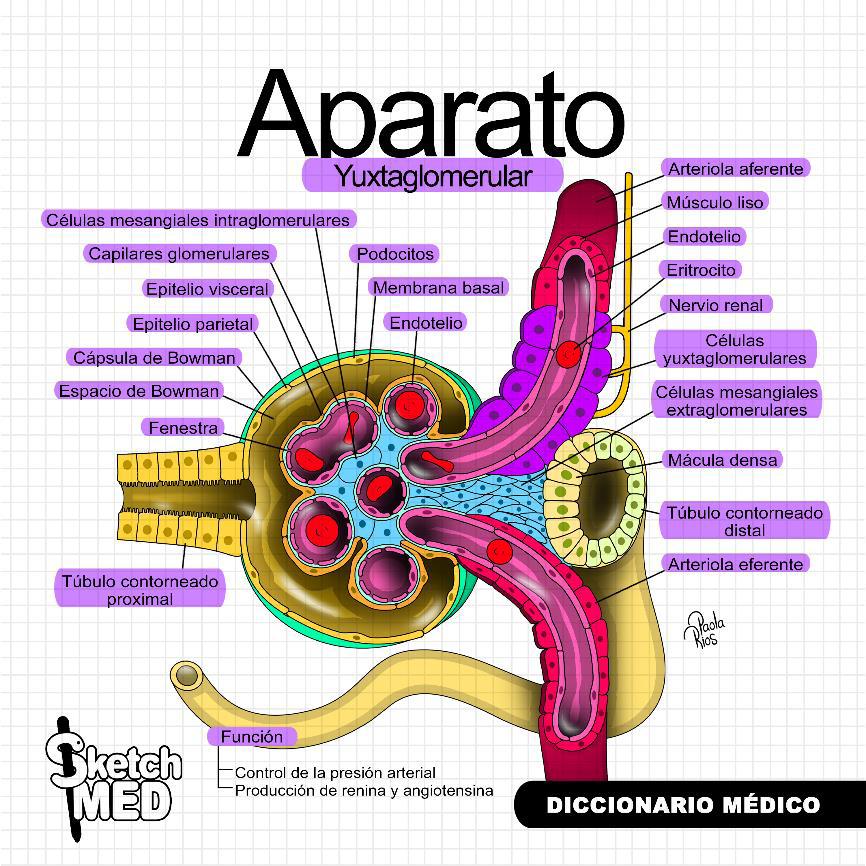 Aparato
Yuxtaglomerular
Células mesangiales intraglomerulares
Capilares glomerulares
Epitelio visceral
Epitelio parietal
Cápsula de Bowman
Espacio de Bowman
Fenestra
Podocitos
Membrana basal
Endotelio
Arteriola aferente
Músculo liso
Endotelio
Eritrocito
Nervio renal
Células
yuxtaglomerulares
Células mesangiales
extraglomerulares
Mácula densa
Túbulo contorneado
distal
Arteriola eferente
Túbulo contorneado
proximal
Paola
Rios
Función
Control de la presión arterial
Producción de renina y angiotensina
Sketch
MED
DICCIONARIO MÉDICO